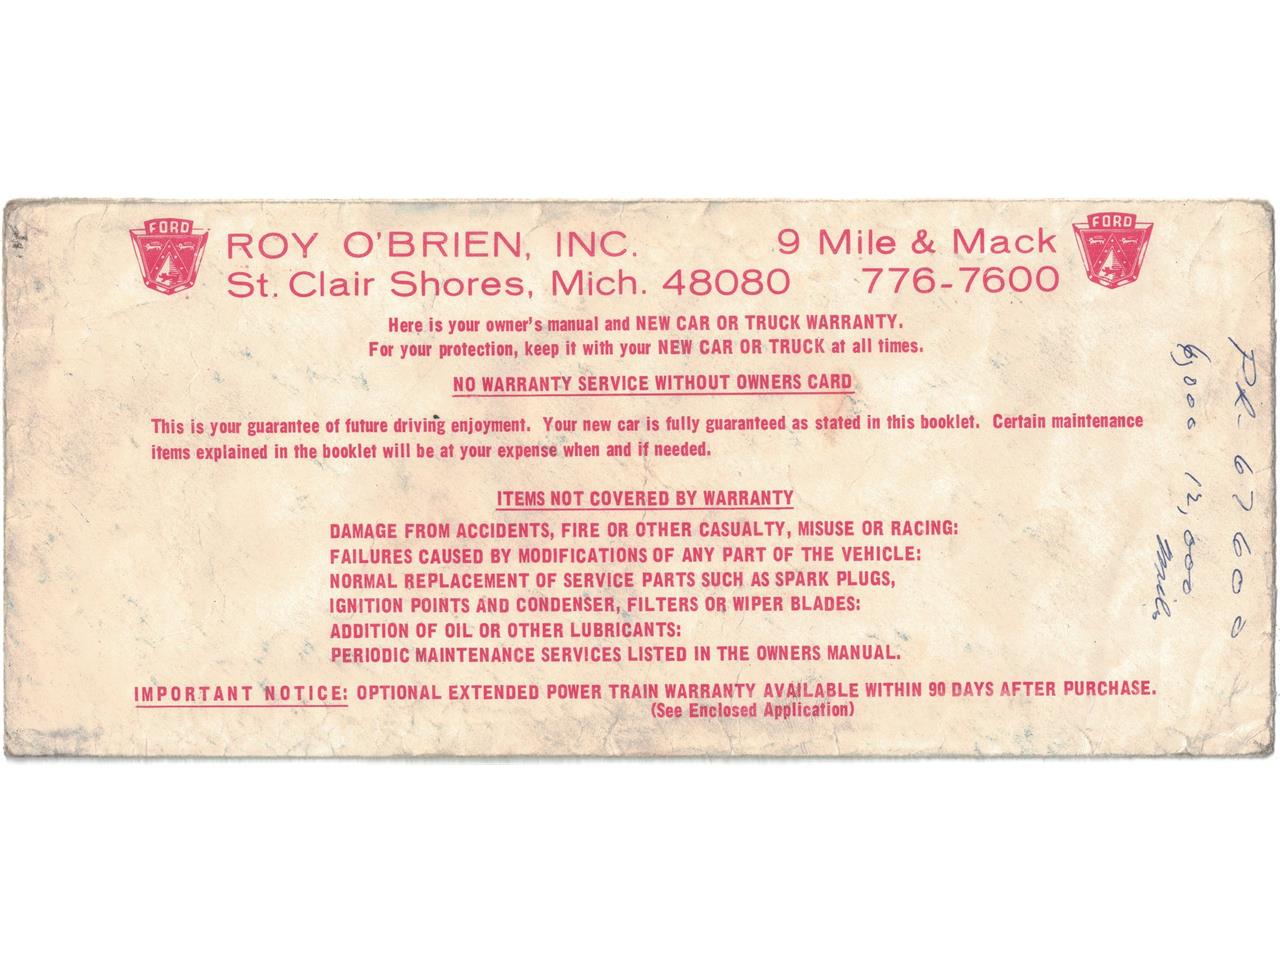 FORD
ROY O'BRIEN, INC. 9 Mile & Mack
St. Clair Shores, Mich. 48080 776-7600
FORD
Here is your owner's manual and NEW CAR OR TRUCK WARRANTY.
For your protection, keep it with your NEW CAR OR TRUCK at all times.
NO WARRANTY SERVICE WITHOUT OWNERS CARD
This is your guarantee of future driving enjoyment. Your new car is fully guaranteed as stated in this booklet. Certain maintenance
items explained in the booklet will be at your expense when and if needed.
ITEMS NOT COVERED BY WARRANTY
DAMAGE FROM ACCIDENTS, FIRE OR OTHER CASUALTY, MISUSE OR RACING:
FAILURES CAUSED BY MODIFICATIONS OF ANY PART OF THE VEHICLE:
NORMAL REPLACEMENT OF SERVICE PARTS SUCH AS SPARK PLUGS,
IGNITION POINTS AND CONDENSER, FILTERS OR WIPER BLADES:
ADDITION OF OIL OR OTHER LUBRICANTS:
PERIODIC MAINTENANCE SERVICES LISTED IN THE OWNERS MANUAL.
IMPORTANT NOTICE: OPTIONAL EXTENDED POWER TRAIN WARRANTY AVAILABLE WITHIN 90 DAYS AFTER PURCHASE.
(See Enclosed Application)
67600
6,000 12,000